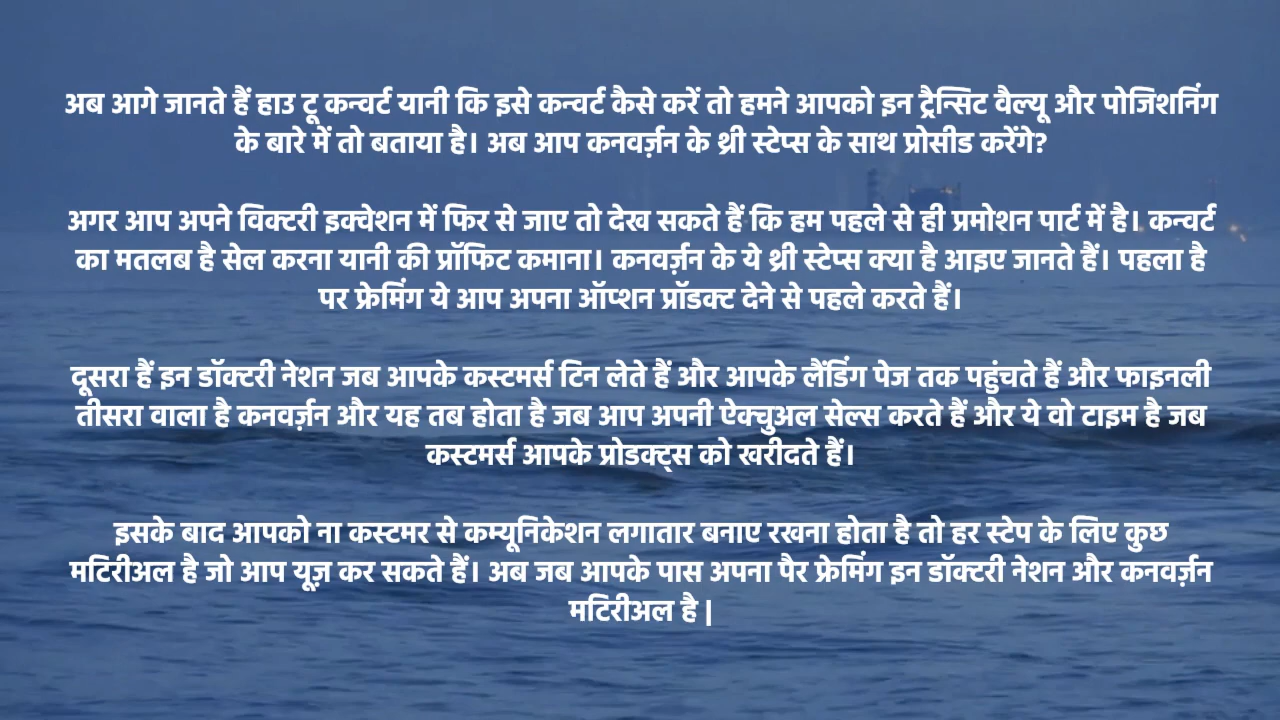 अब आगे जानते हैं हाउ टू कन्वर्ट यानी कि इसे कन्वर्ट कैसे करें तो हमने आपको इन ट्रैन्सिट वैल्यू और पोजिशनिंग
के बारे में तो बताया है। अब आप कनवर्ज़न के थ्री स्टेप्स के साथ प्रोसीड करेंगे?
अगर आप अपने विक्टरी इक्वेशन में फिर से जाए तो देख सकते हैं कि हम पहले से ही प्रमोशन पार्ट में है। कन्वर्ट
का मतलब है सेल करना यानी की प्रॉफिट कमाना। कनवर्ज़न के ये थ्री स्टेप्स क्या है आइए जानते हैं। पहला है
पर फ्रेमिंग ये आप अपना ऑप्शन प्रॉडक्ट देने से पहले करते हैं।
दूसरा हैं इन डॉक्टरी नेशन जब आपके कस्टमर्स टिन लेते हैं और आपके लैंडिंग पेज तक पहुंचते हैं और फाइनली
तीसरा वाला है कनवर्ज़न और यह तब होता है जब आप अपनी ऐक्चुअल सेल्स करते हैं और ये वो टाइम है जब
कस्टमर्स आपके प्रोडक्ट्स को खरीदते हैं।
इसके बाद आपको ना कस्टमर से कम्यूनिकेशन लगातार बनाए रखना होता है तो हर स्टेप के लिए कुछ
मटिरीअल है जो आप यूज़ कर सकते हैं। अब जब आपके पास अपना पैर फ्रेमिंग इन डॉक्टरी नेशन और कनवर्ज़न
मटिरीअल है |